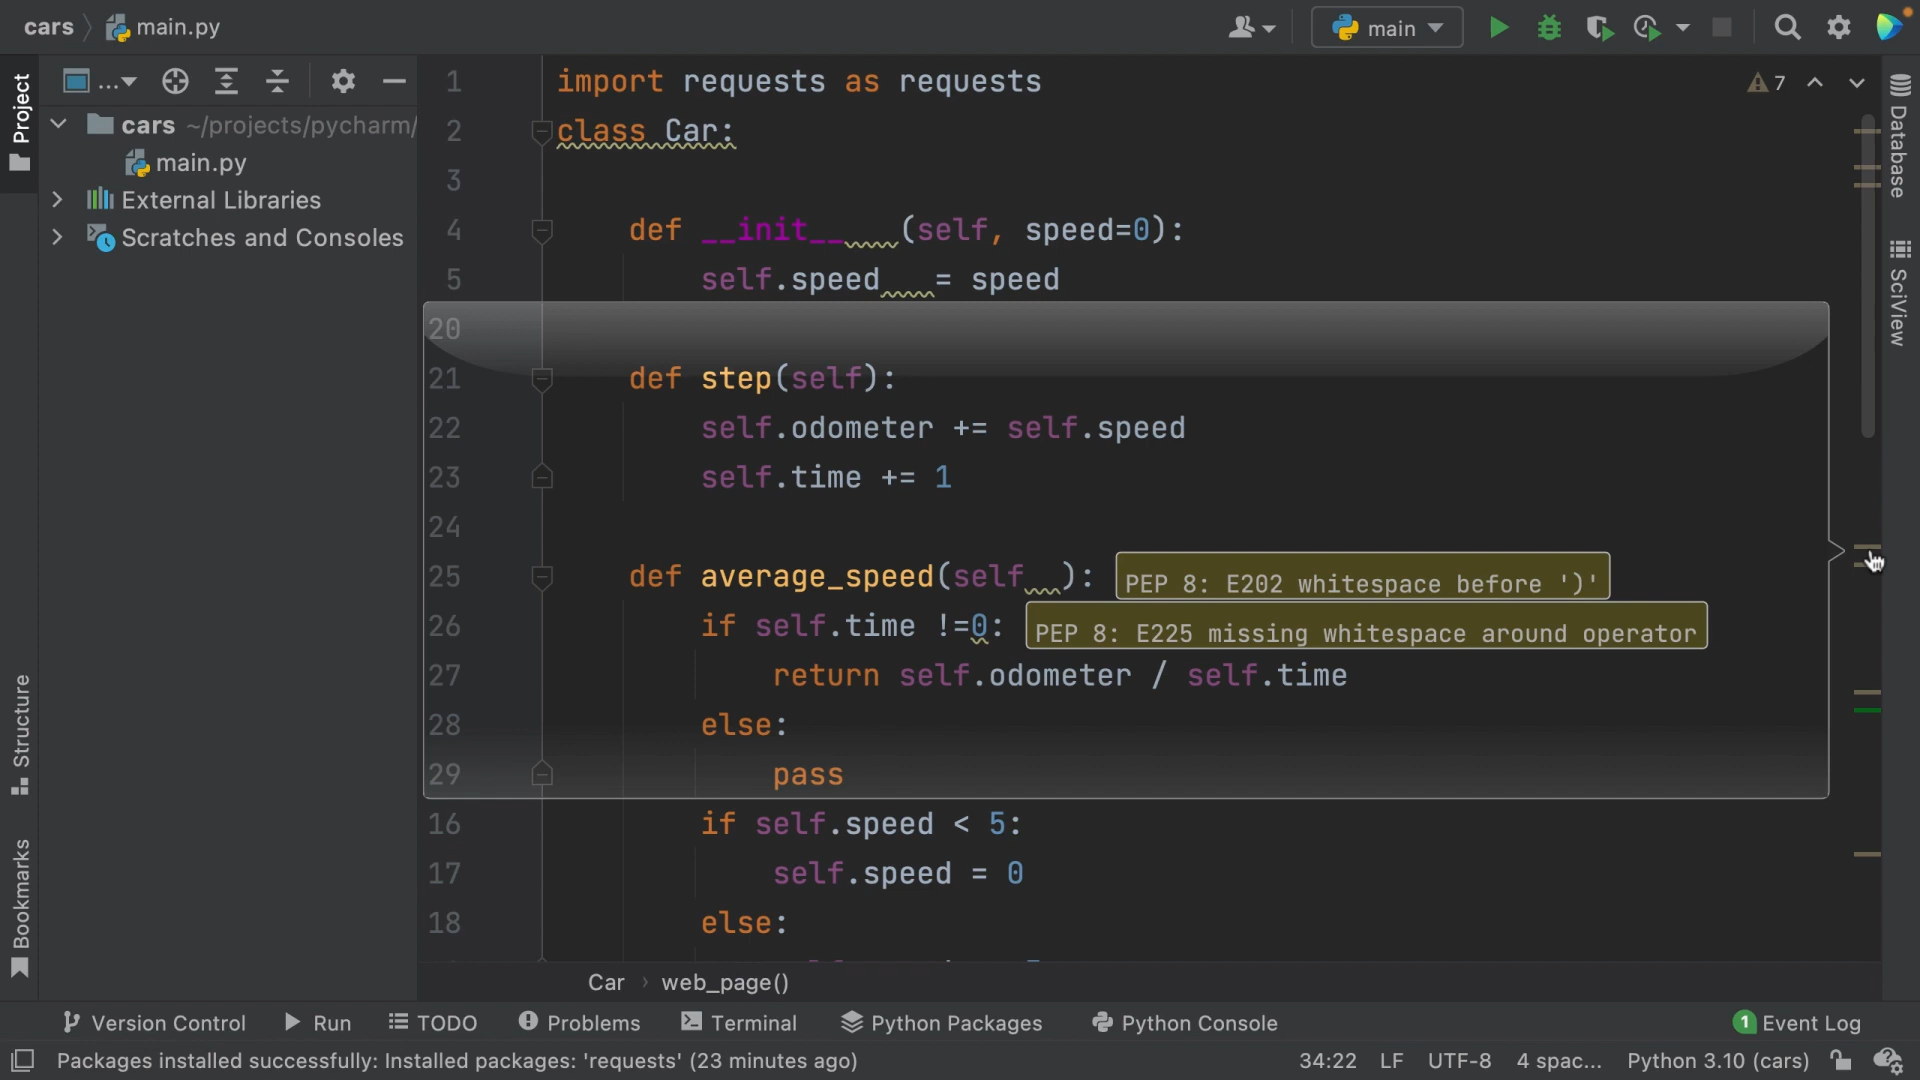 cars main.py
main
Project
...
cars ~/projects/pycharm/
main.py
External Libraries
Scratches and Consoles
Structure
Bookmarks
1 import requests as requests
2 class Car:
3
4 def __init__ (self, speed=0):
5 self.speed = speed
20
21 def step(self):
22 self.odometer += self.speed
23 self.time += 1
24
25 def average_speed(self ): PEP 8: E202 whitespace before ')'
26 if self.time !=0: PEP 8: E225 missing whitespace around operator
27 return self.odometer / self.time
28 else:
29 pass
16 if self.speed < 5:
17 self.speed = 0
18 else:
7
Database
SciView
Car › web_page()
Version Control Run TODO Problems Terminal Python Packages Python Console 1 Event Log
Packages installed successfully: Installed packages: 'requests' (23 minutes ago) 34:22 LF UTF-8 4 spac... Python 3.10 (cars)